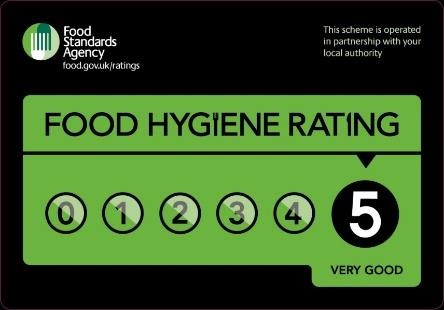 Food
Standards
Agency
food.gov.uk/ratings
This scheme is operated
in partnership with your
local authority
FOOD HYGIENE RATING
0 1 2 3 4 5
VERY GOOD